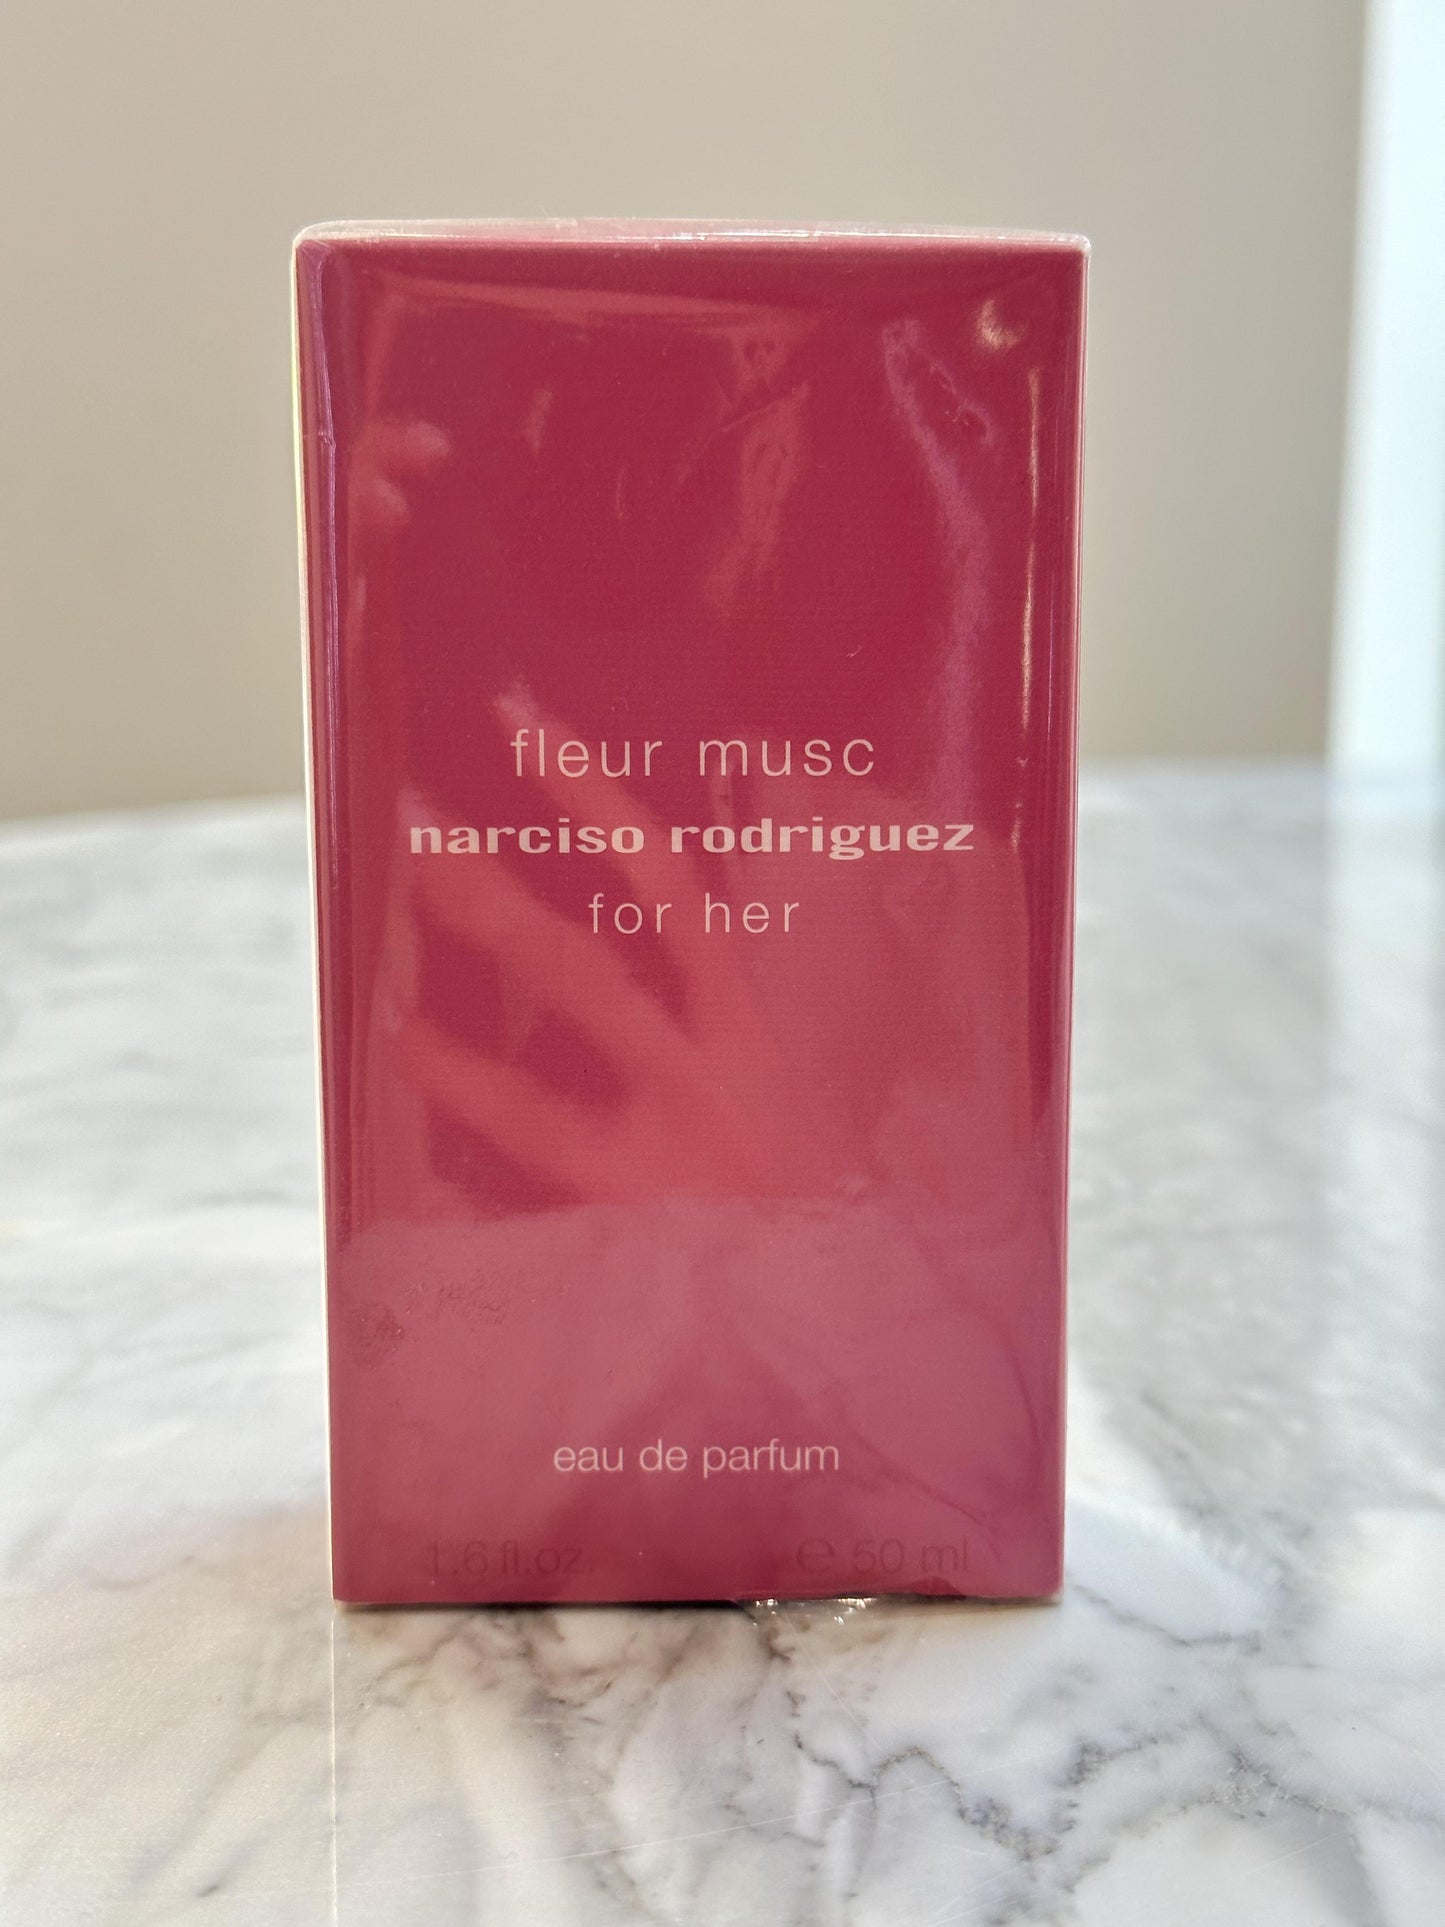 fleur musc
narciso rodriguez
for her
eau de parfum
1.6 fl.oz. ℮ 50 ml